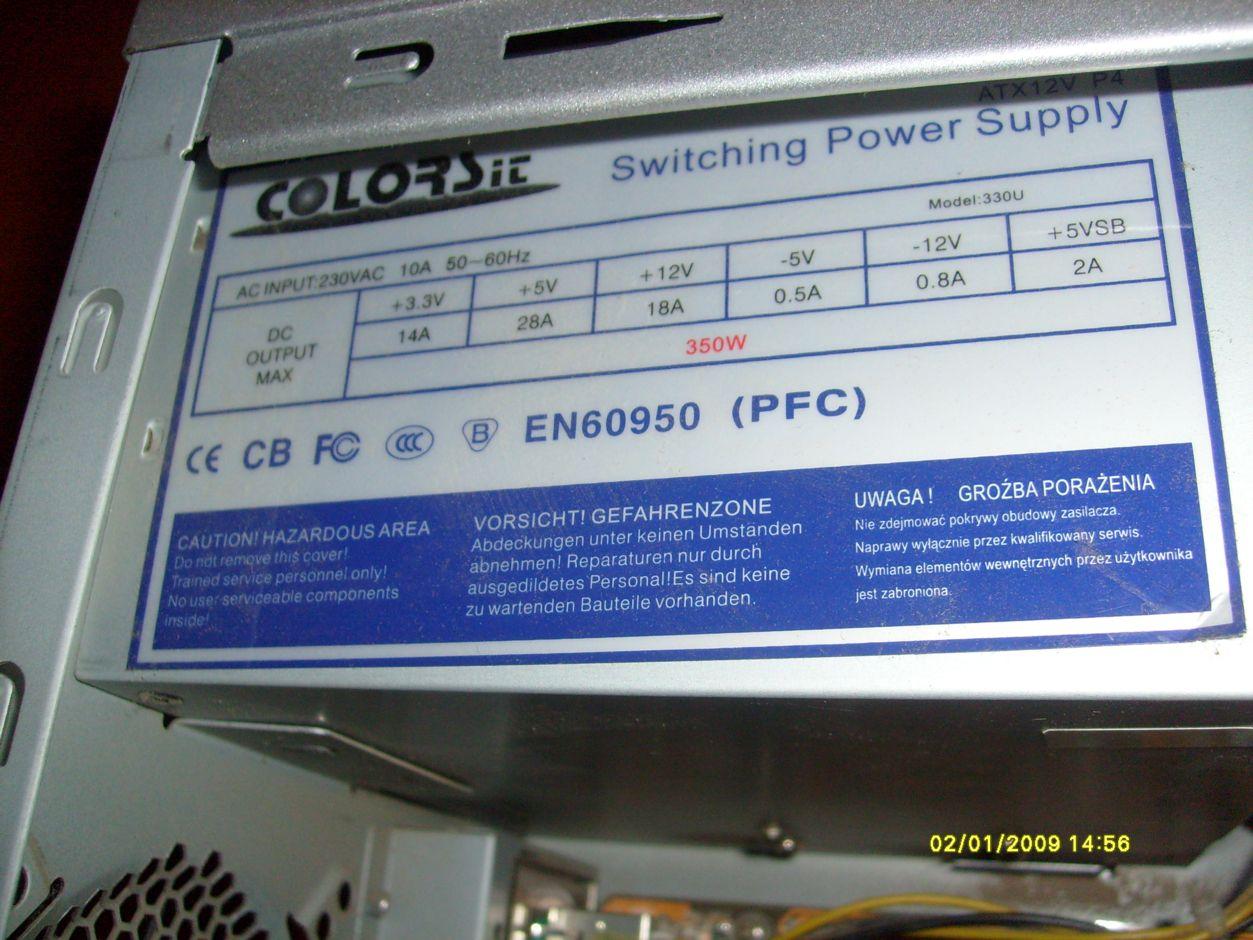 ATX12V P4
COLORSit
Switching Power Supply
Model:330U
AC INPUT:230VAC 10A 50~60Hz
DC OUTPUT MAX
+3.3V +5V +12V -5V -12V +5VSB
14A 28A 18A 0.5A 0.8A 2A
350W
CE CB FC CCC B EN60950 (PFC)
CAUTION! HAZARDOUS AREA
Do not remove this cover!
Trained service personnel only!
No user serviceable components
inside!
VORSICHT! GEFAHRENZONE
Abdeckungen unter keinen Umständen
abnehmen! Reparaturen nur durch
ausgedildetes Personal!Es sind keine
zu wartenden Bauteile vorhanden.
UWAGA! GROŹBA PORAŻENIA
Nie zdejmować pokrywy obudowy zasilacza.
Naprawy wyłącznie przez kwalifikowany serwis.
Wymiana elementów wewnętrznych przez użytkownika
jest zabroniona.
02/01/2009 14:56